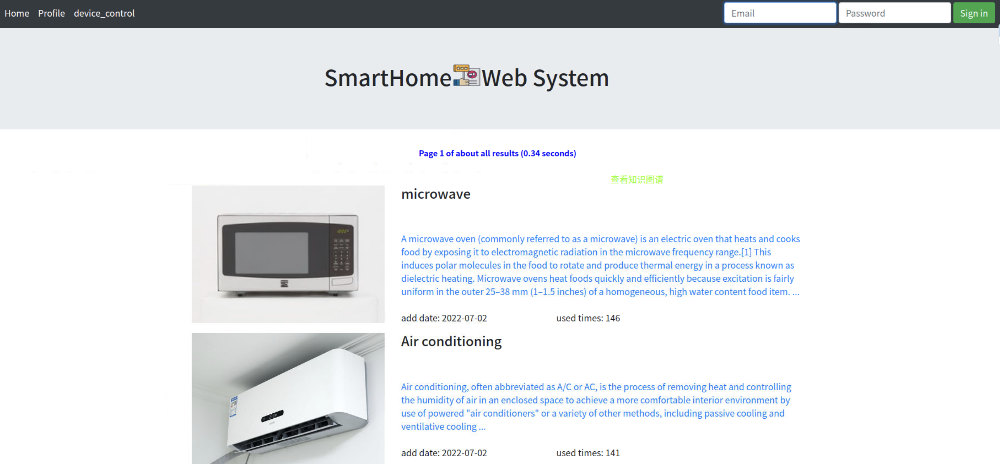 Home Profile device_control Email Password Sign in
SmartHome Web System
Page 1 of about all results (0.34 seconds)
查看知识图谱
microwave
A microwave oven (commonly referred to as a microwave) is an electric oven that heats and cooks
food by exposing it to electromagnetic radiation in the microwave frequency range.[1] This
induces polar molecules in the food to rotate and produce thermal energy in a process known as
dielectric heating. Microwave ovens heat foods quickly and efficiently because excitation is fairly
uniform in the outer 25–38 mm (1–1.5 inches) of a homogeneous, high water content food item. ...
add date: 2022-07-02 used times: 146
Air conditioning
Air conditioning, often abbreviated as A/C or AC, is the process of removing heat and controlling
the humidity of air in an enclosed space to achieve a more comfortable interior environment by
use of powered "air conditioners" or a variety of other methods, including passive cooling and
ventilative cooling ...
add date: 2022-07-02 used times: 141